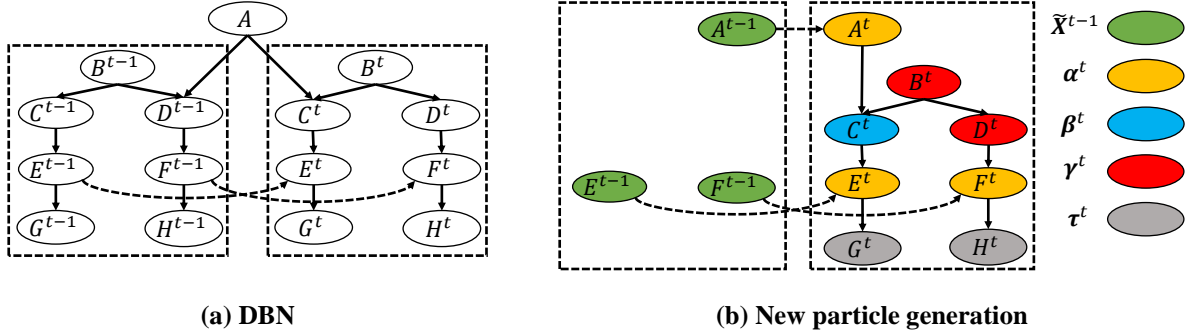 A
B^{t-1} B^t
C^{t-1} D^{t-1} C^t D^t
E^{t-1} F^{t-1} E^t F^t
G^{t-1} H^{t-1} G^t H^t
(a) DBN
A^{t-1} A^t
B^t
C^t D^t
E^{t-1} F^{t-1} E^t F^t
G^t H^t
X̃^{t-1}
α^t
β^t
γ^t
τ^t
(b) New particle generation